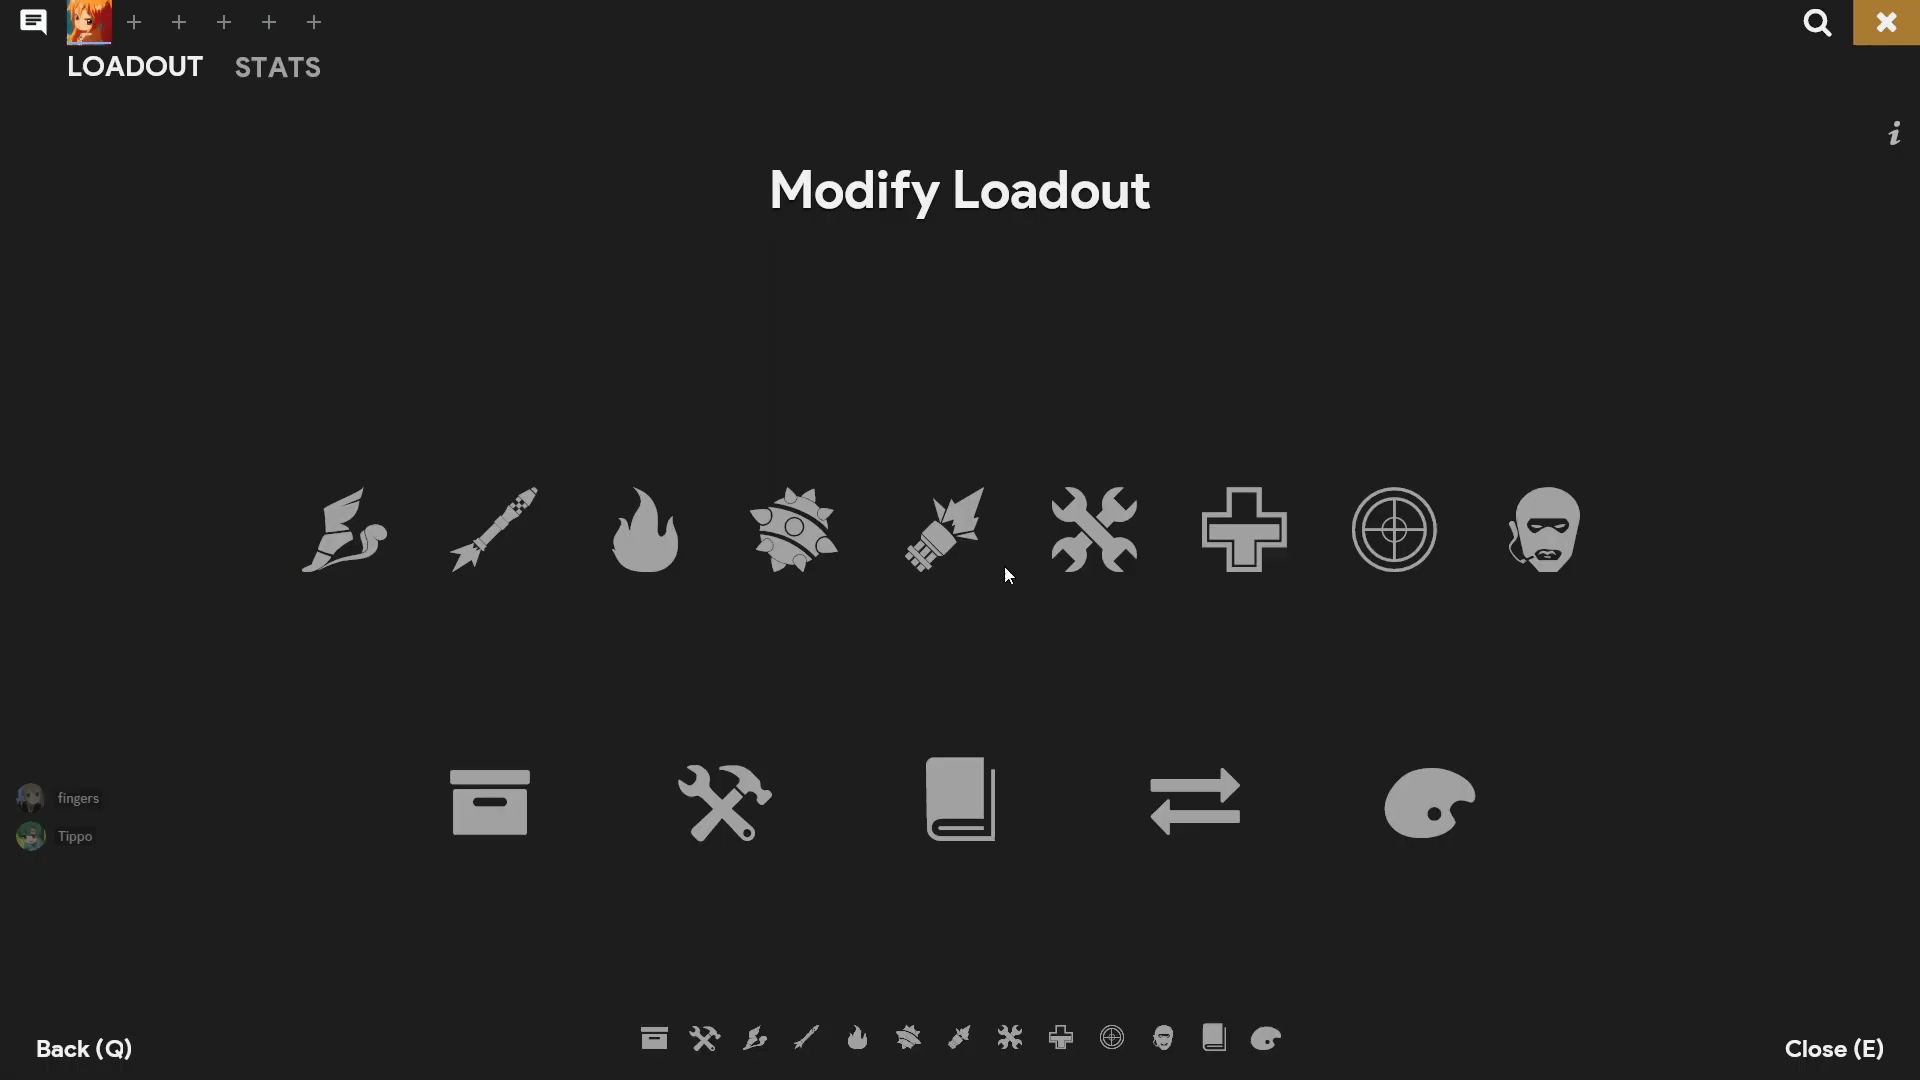 LOADOUT STATS
Modify Loadout
fingers
Tippo
Back (Q)
Close (E)